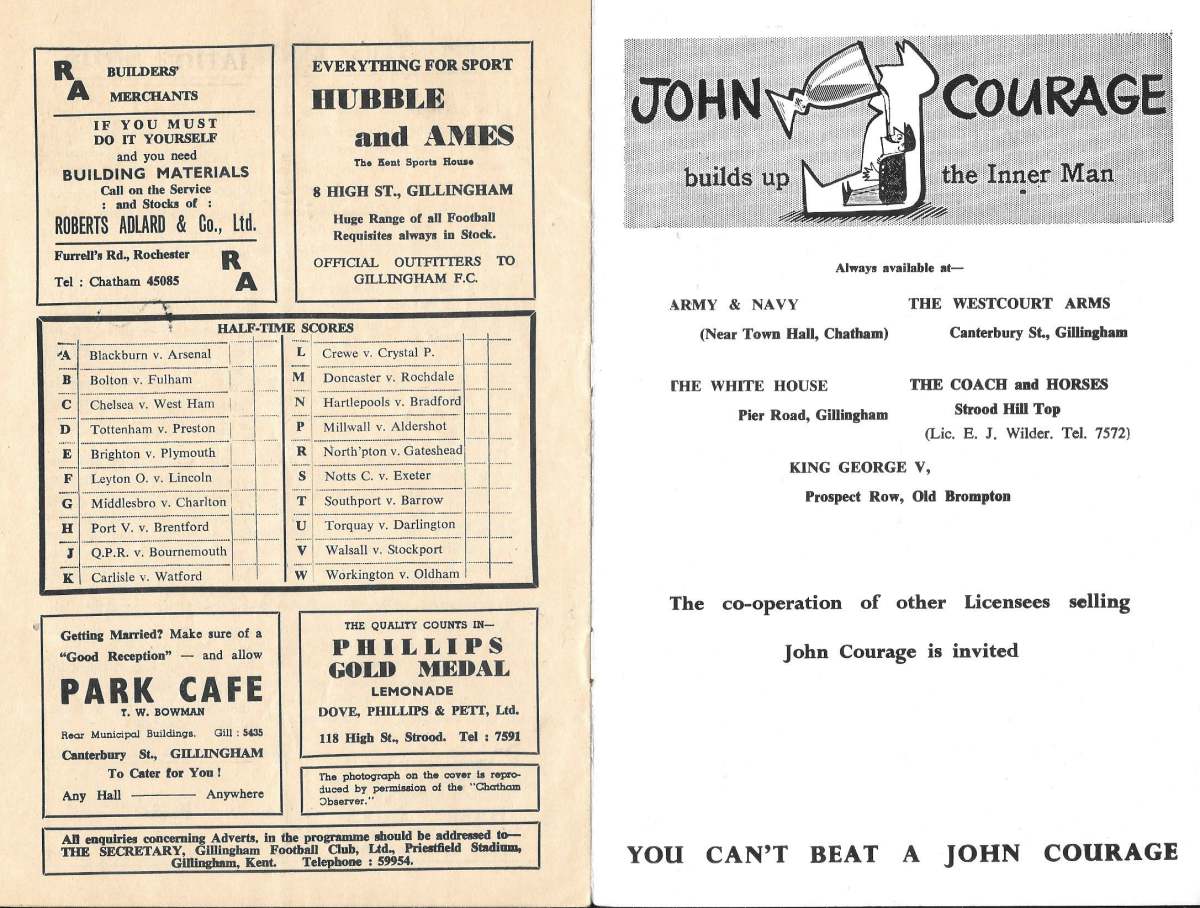 R A
BUILDERS'
MERCHANTS
IF YOU MUST
DO IT YOURSELF
and you need
BUILDING MATERIALS
Call on the Service
: and Stocks of :
ROBERTS ADLARD & Co., Ltd.
Furrell's Rd., Rochester
Tel : Chatham 45085
R A
EVERYTHING FOR SPORT
HUBBLE
and AMES
The Kent Sports House
8 HIGH ST., GILLINGHAM
Huge Range of all Football
Requisites always in Stock.
OFFICIAL OUTFITTERS TO
GILLINGHAM F.C.
HALF-TIME SCORES
A Blackburn v. Arsenal
B Bolton v. Fulham
C Chelsea v. West Ham
D Tottenham v. Preston
E Brighton v. Plymouth
F Leyton O. v. Lincoln
G Middlesbro v. Charlton
H Port V. v. Brentford
J Q.P.R. v. Bournemouth
K Carlisle v. Watford
L Crewe v. Crystal P.
M Doncaster v. Rochdale
N Hartlepools v. Bradford
P Millwall v. Aldershot
R North'pton v. Gateshead
S Notts C. v. Exeter
T Southport v. Barrow
U Torquay v. Darlington
V Walsall v. Stockport
W Workington v. Oldham
Getting Married? Make sure of a
"Good Reception" — and allow
PARK CAFE
T. W. BOWMAN
Rear Municipal Buildings. Gill : 5435
Canterbury St., GILLINGHAM
To Cater for You !
Any Hall ——— Anywhere
THE QUALITY COUNTS IN—
PHILLIPS
GOLD MEDAL
LEMONADE
DOVE, PHILLIPS & PETT, Ltd.
118 High St., Strood. Tel : 7591
The photograph on the cover is repro-
duced by permission of the "Chatham
Observer."
All enquiries concerning Adverts, in the programme should be addressed to—
THE SECRETARY, Gillingham Football Club, Ltd., Priestfield Stadium,
Gillingham, Kent. Telephone : 59954.
JOHN COURAGE
builds up the Inner Man
Always available at—
ARMY & NAVY
(Near Town Hall, Chatham)
THE WESTCOURT ARMS
Canterbury St., Gillingham
THE WHITE HOUSE
Pier Road, Gillingham
THE COACH and HORSES
Strood Hill Top
(Lic. E. J. Wilder. Tel. 7572)
KING GEORGE V,
Prospect Row, Old Brompton
The co-operation of other Licensees selling
John Courage is invited
YOU CAN'T BEAT A JOHN COURAGE